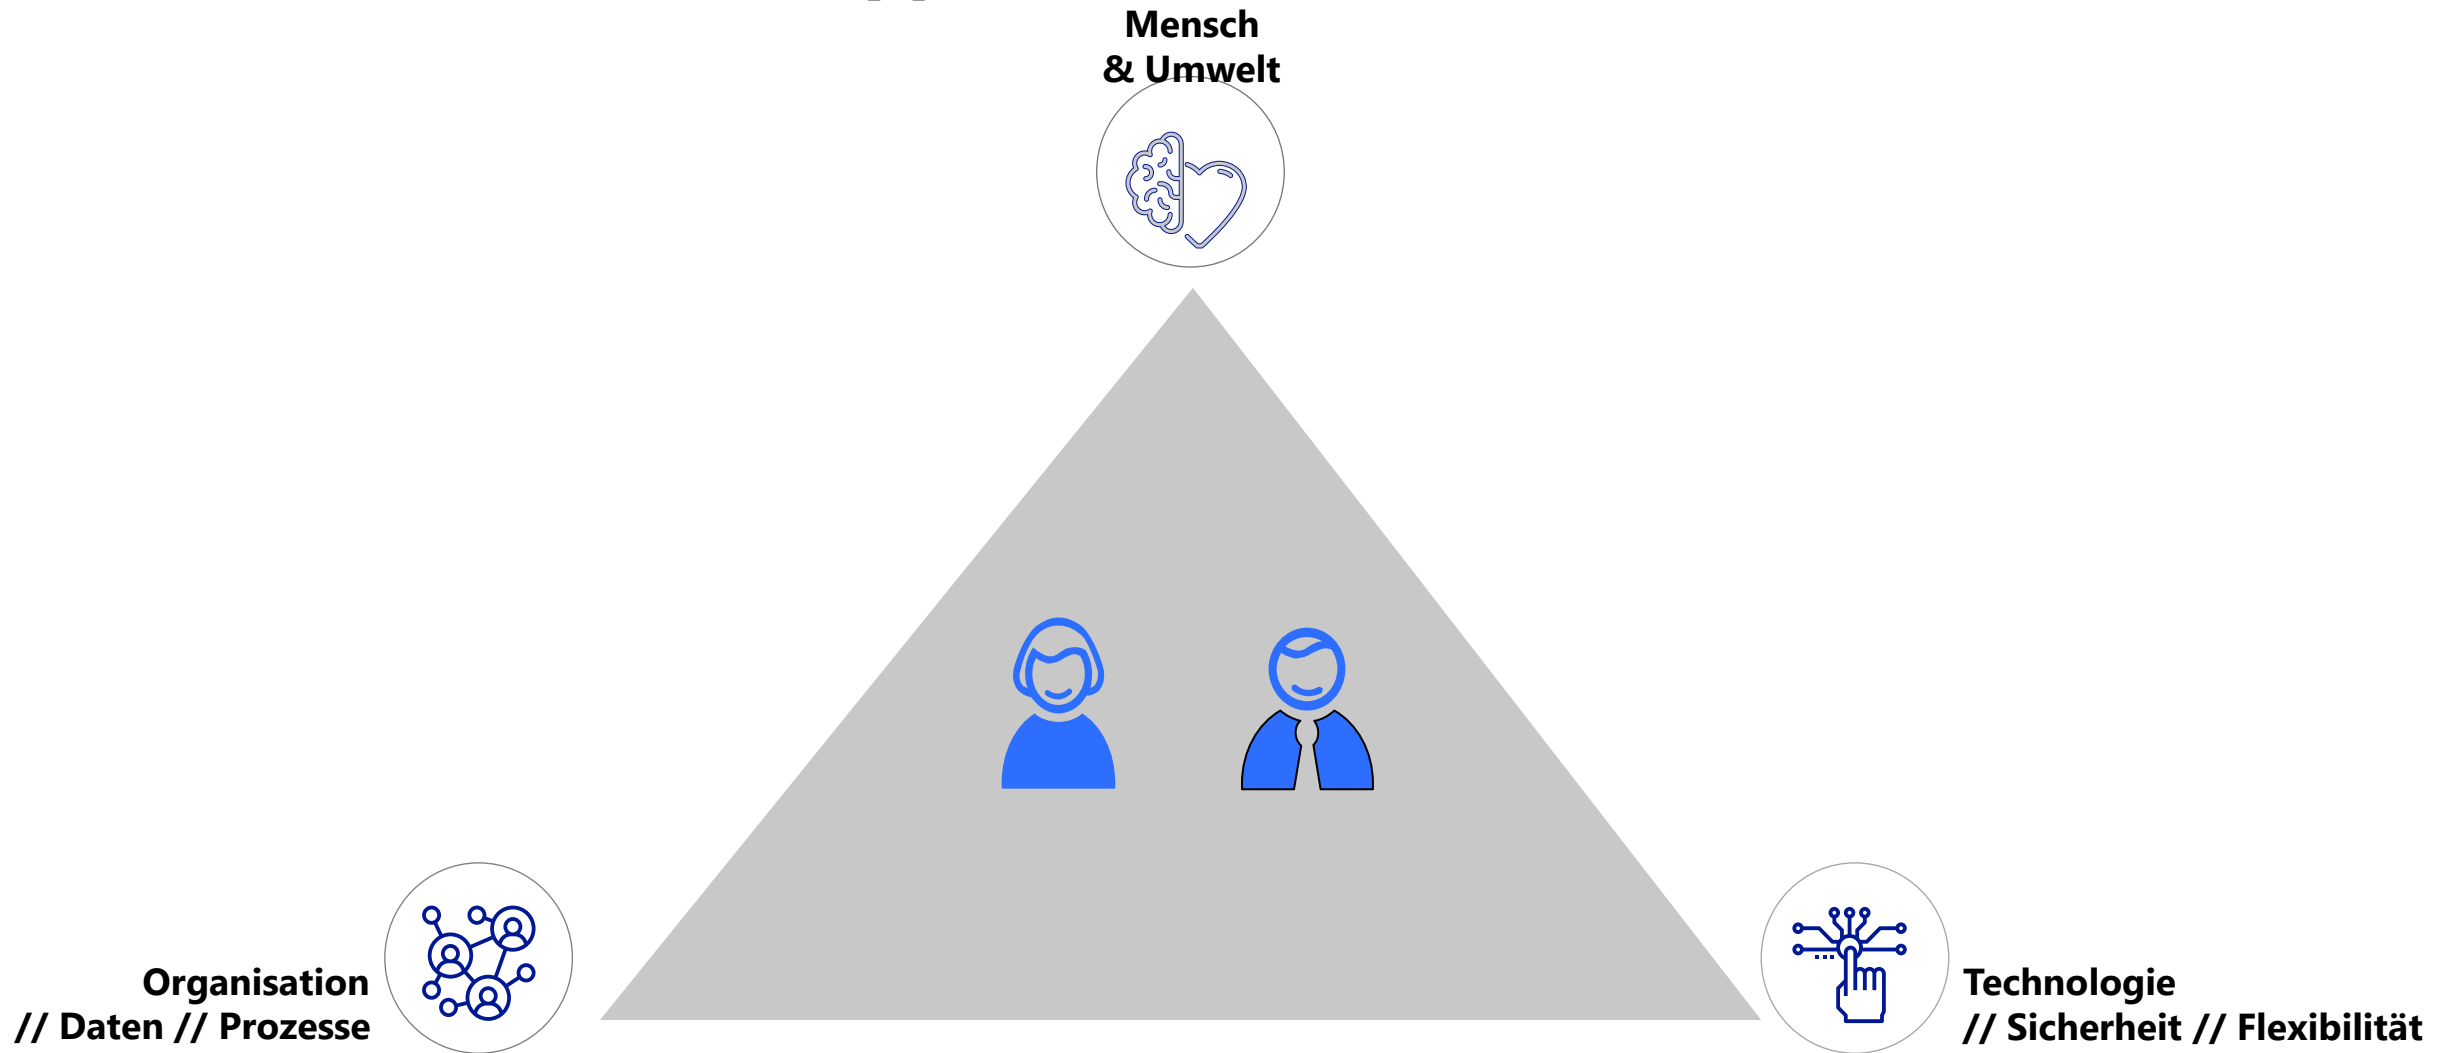 Mensch
& Umwelt
Organisation
// Daten // Prozesse
Technologie
// Sicherheit // Flexibilität